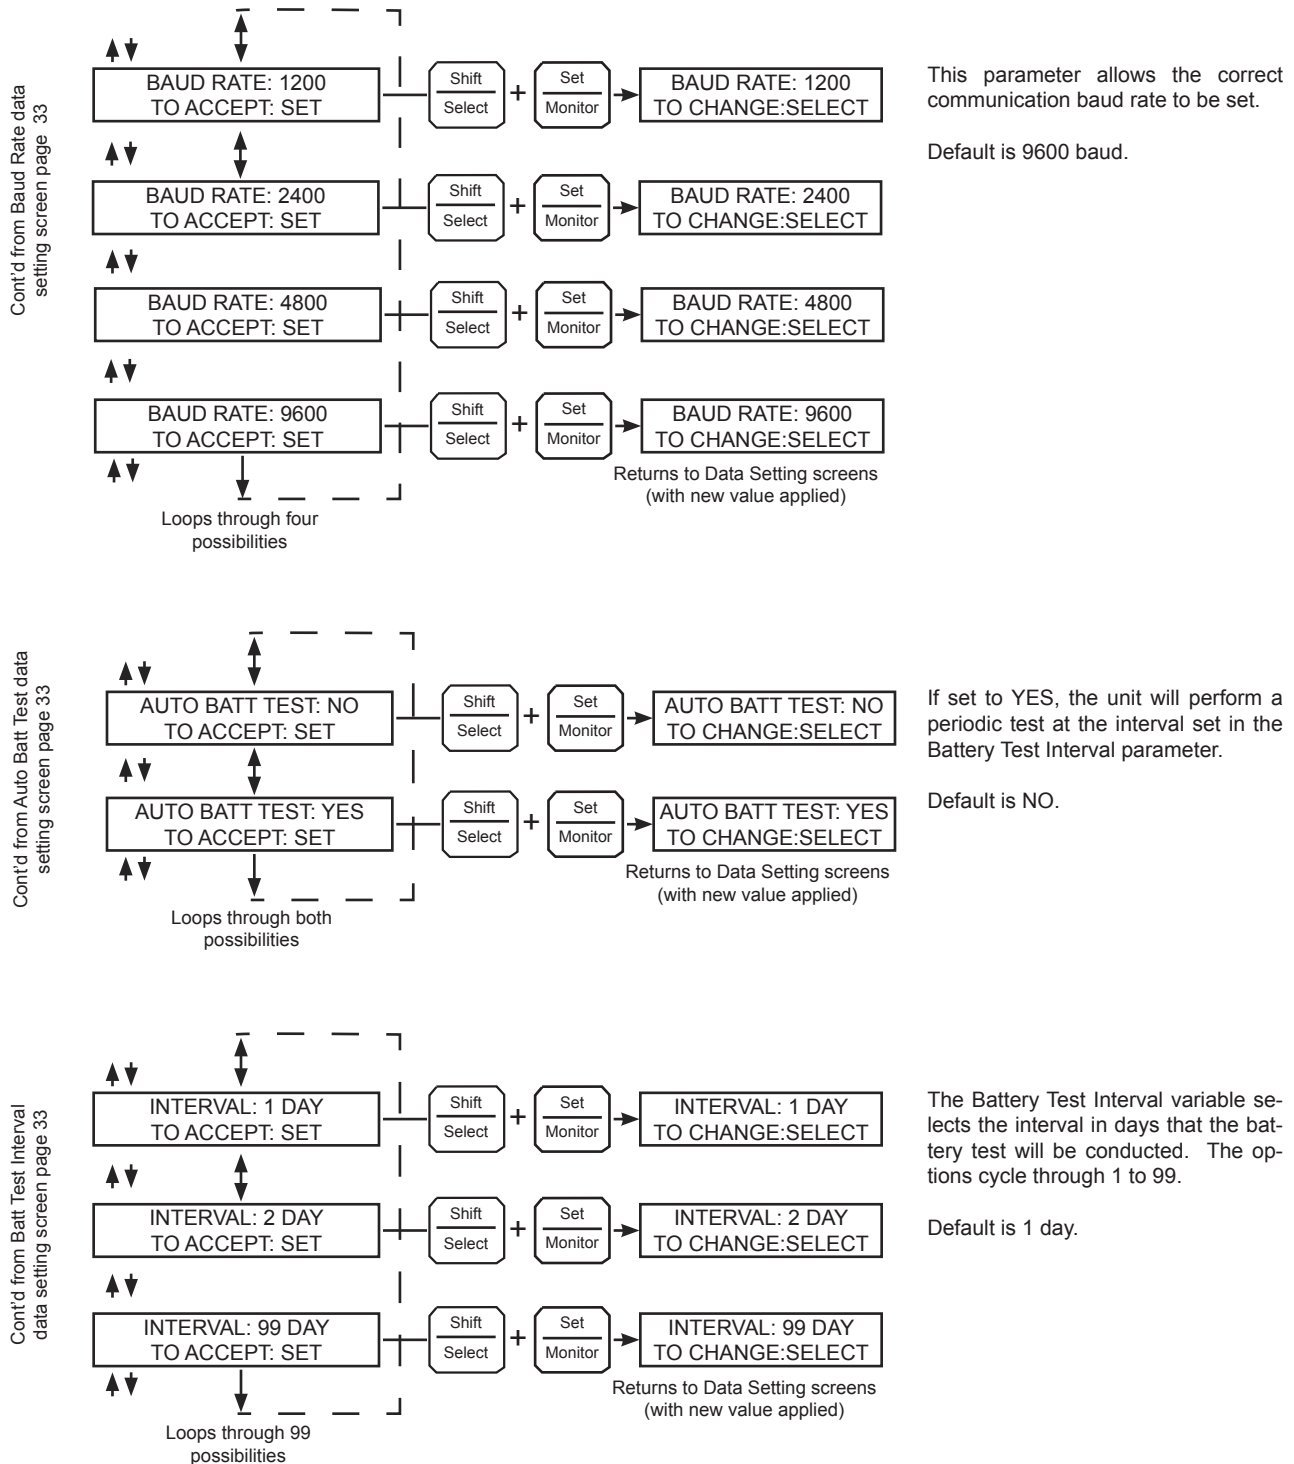 Cont'd from Baud Rate data
setting screen page 33
BAUD RATE: 1200
TO ACCEPT: SET
Shift
Select
+
Set
Monitor
BAUD RATE: 1200
TO CHANGE:SELECT
This parameter allows the correct
communication baud rate to be set.
Default is 9600 baud.
BAUD RATE: 2400
TO ACCEPT: SET
Shift
Select
+
Set
Monitor
BAUD RATE: 2400
TO CHANGE:SELECT
BAUD RATE: 4800
TO ACCEPT: SET
Shift
Select
+
Set
Monitor
BAUD RATE: 4800
TO CHANGE:SELECT
BAUD RATE: 9600
TO ACCEPT: SET
Shift
Select
+
Set
Monitor
BAUD RATE: 9600
TO CHANGE:SELECT
Returns to Data Setting screens
(with new value applied)
Loops through four
possibilities
Cont'd from Auto Batt Test data
setting screen page 33
AUTO BATT TEST: NO
TO ACCEPT: SET
Shift
Select
+
Set
Monitor
AUTO BATT TEST: NO
TO CHANGE:SELECT
If set to YES, the unit will perform a
periodic test at the interval set in the
Battery Test Interval parameter.
Default is NO.
AUTO BATT TEST: YES
TO ACCEPT: SET
Shift
Select
+
Set
Monitor
AUTO BATT TEST: YES
TO CHANGE:SELECT
Returns to Data Setting screens
(with new value applied)
Loops through both
possibilities
Cont'd from Batt Test Interval
data setting screen page 33
INTERVAL: 1 DAY
TO ACCEPT: SET
Shift
Select
+
Set
Monitor
INTERVAL: 1 DAY
TO CHANGE:SELECT
The Battery Test Interval variable se-
lects the interval in days that the bat-
tery test will be conducted. The op-
tions cycle through 1 to 99.
Default is 1 day.
INTERVAL: 2 DAY
TO ACCEPT: SET
Shift
Select
+
Set
Monitor
INTERVAL: 2 DAY
TO CHANGE:SELECT
INTERVAL: 99 DAY
TO ACCEPT: SET
Shift
Select
+
Set
Monitor
INTERVAL: 99 DAY
TO CHANGE:SELECT
Returns to Data Setting screens
(with new value applied)
Loops through 99
possibilities